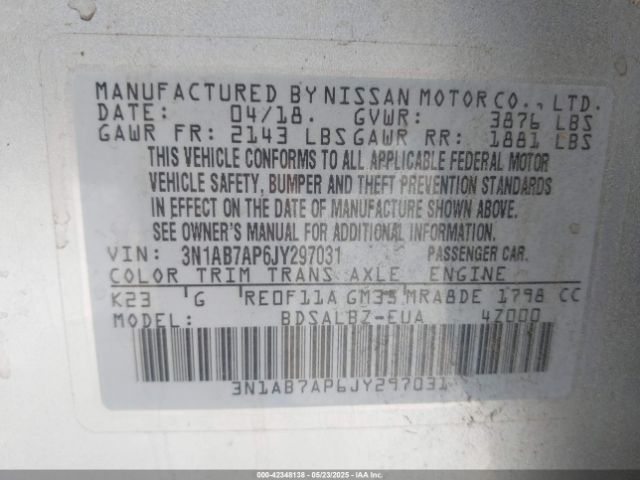 MANUFACTURED BY NISSAN MOTOR CO., LTD.
DATE: 04/18. GVWR: 3876 LBS
GAWR FR: 2143 LBS GAWR RR: 1881 LBS
THIS VEHICLE CONFORMS TO ALL APPLICABLE FEDERAL MOTOR
VEHICLE SAFETY, BUMPER AND THEFT PREVENTION STANDARDS
IN EFFECT ON THE DATE OF MANUFACTURE SHOWN ABOVE.
SEE OWNER'S MANUAL FOR ADDITIONAL INFORMATION.
VIN: 3N1AB7AP6JY297031 PASSENGER CAR.
COLOR TRIM TRANS AXLE ENGINE
K23 G RE0F11A GM35 MRA8DE 1798 CC
MODEL: BDSALBZ-EUA 4Z000
3N1AB7AP6JY297031
000-42348138 - 05/23/2025 - IAA Inc.